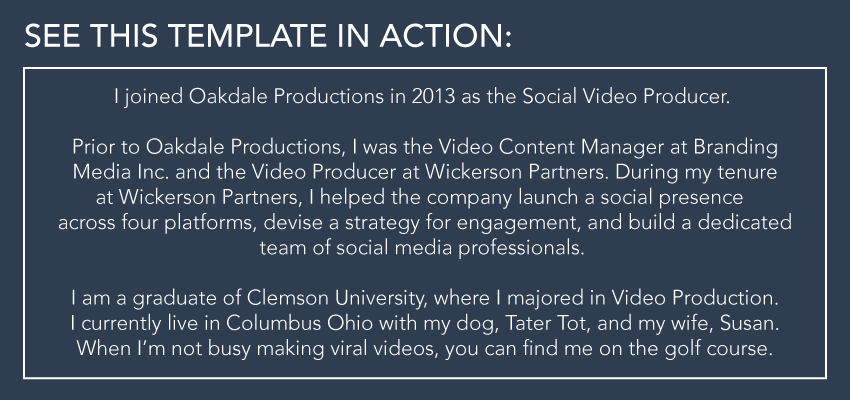 SEE THIS TEMPLATE IN ACTION:
I joined Oakdale Productions in 2013 as the Social Video Producer.
Prior to Oakdale Productions, I was the Video Content Manager at Branding
Media Inc. and the Video Producer at Wickerson Partners. During my tenure
at Wickerson Partners, I helped the company launch a social presence
across four platforms, devise a strategy for engagement, and build a dedicated
team of social media professionals.
I am a graduate of Clemson University, where I majored in Video Production.
I currently live in Columbus Ohio with my dog, Tater Tot, and my wife, Susan.
When I’m not busy making viral videos, you can find me on the golf course.